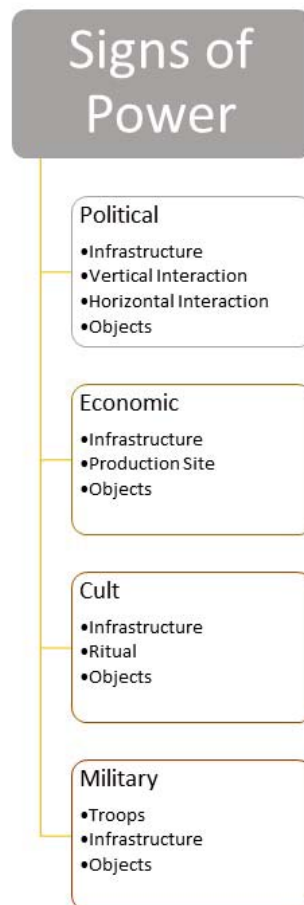 Signs of
Power
Political
•Infrastructure
•Vertical Interaction
•Horizontal Interaction
•Objects
Economic
•Infrastructure
•Production Site
•Objects
Cult
•Infrastructure
•Ritual
•Objects
Military
•Troops
•Infrastructure
•Objects